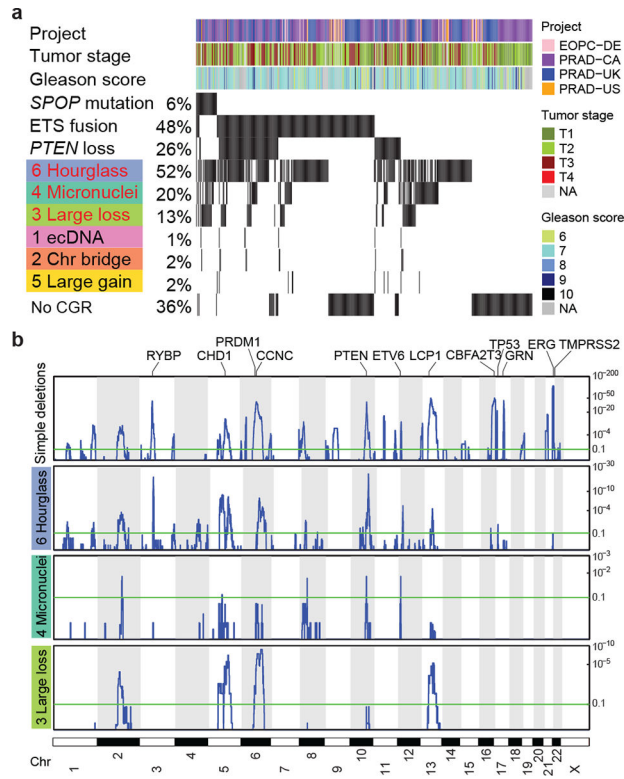 a
Project
Tumor stage
Gleason score
SPOP mutation 6%
ETS fusion 48%
PTEN loss 26%
6 Hourglass 52%
4 Micronuclei 20%
3 Large loss 13%
1 ecDNA 1%
2 Chr bridge 2%
5 Large gain 2%
No CGR 36%
Project
EOPC−DE
PRAD−CA
PRAD−UK
PRAD−US
Tumor stage
T1
T2
T3
T4
NA
Gleason score
6
7
8
9
10
NA
b
PRDM1 TP53 ERG TMPRSS2
RYBP CHD1 CCNC PTEN ETV6 LCP1 CBFA2T3 GRN
Simple deletions
10−200
10−50
10−20
10−4
0.1
6 Hourglass
10−30
10−10
10−4
0.1
4 Micronuclei
10−3
10−2
0.1
3 Large loss
10−10
10−5
0.1
Chr 1 2 3 4 5 6 7 8 9 10 11 12 13 14 15 16 17 18 19 20 21 22 X